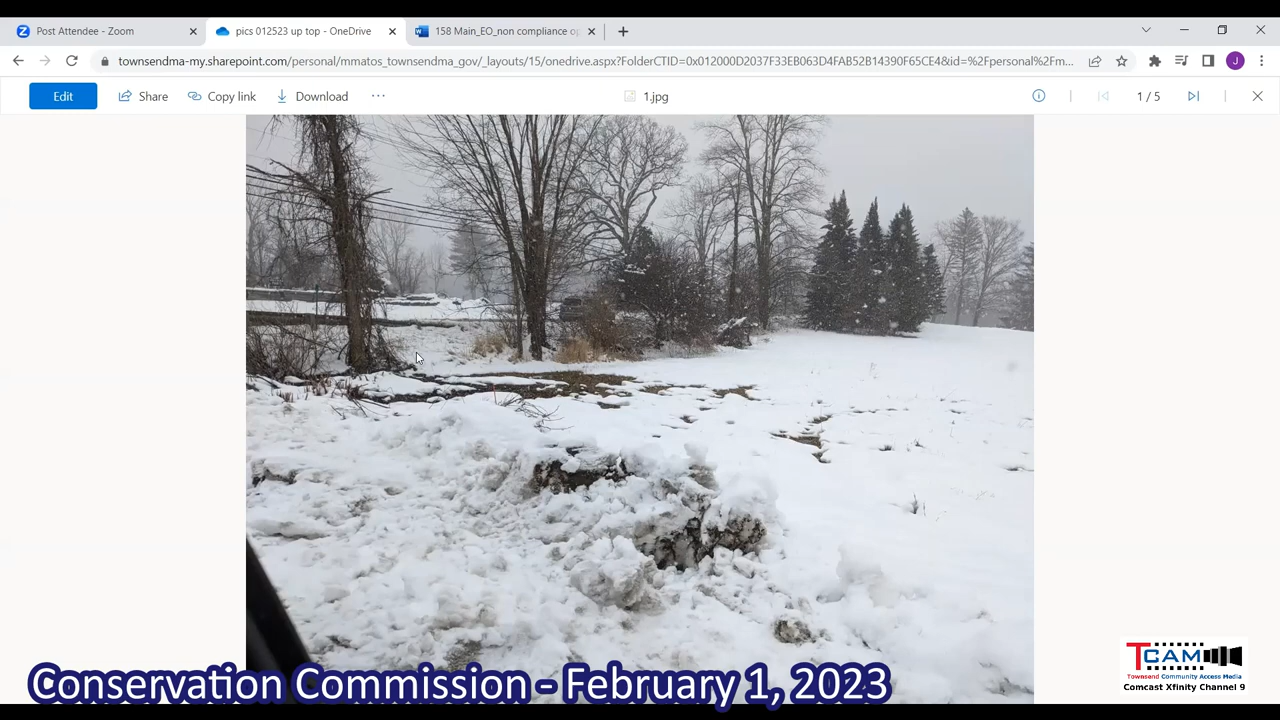 Post Attendee - Zoom
pics 012523 up top - OneDrive
158 Main_EO_non compliance op
townsendma-my.sharepoint.com/personal/mmatos_townsendma_gov/_layouts/15/onedrive.aspx?FolderCTID=0x012000D2037F33EB063D4FAB52B14390F65CE4&id=%2Fpersonal%2Fm...
J
Edit
Share
Copy link
Download
1.jpg
1 / 5
Conservation Commission - February 1, 2023
TCAM
Townsend Community Access Media
Comcast Xfinity Channel 9